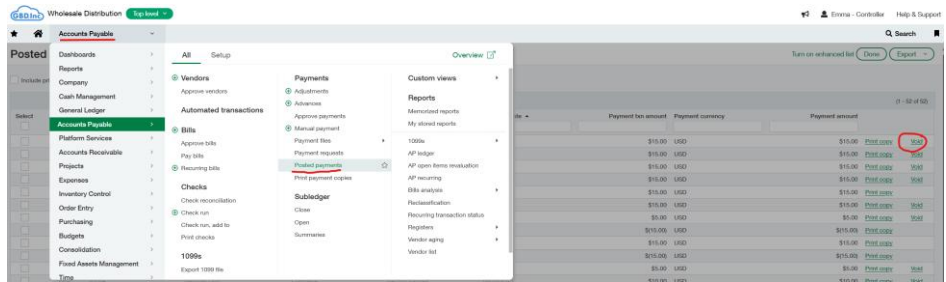 GBD.Inc Wholesale Distribution Top level Emma - Controller Help & Support
Accounts Payable Search
Posted Turn on enhanced list Done Export
Include pri
(1 - 52 of 52)
Select Payment txn amount Payment currency Payment amount
Dashboards
Reports
Company
Cash Management
General Ledger
Accounts Payable
Platform Services
Accounts Receivable
Projects
Expenses
Inventory Control
Order Entry
Purchasing
Budgets
Consolidation
Fixed Assets Management
Time
All Setup Overview
Vendors
Approve vendors
Automated transactions
Bills
Approve bills
Pay bills
Recurring bills
Checks
Check reconciliation
Check run
Check run, add to
Print checks
1099s
Export 1099 file
Payments
Adjustments
Advances
Approve payments
Manual payment
Payment files
Payment requests
Posted payments
Print payment copies
Subledger
Close
Open
Summaries
Custom views
Reports
Memorized reports
My stored reports
1099s
AP ledger
AP open items revaluation
AP recurring
Bills analysis
Reclassification
Recurring transaction status
Registers
Vendor aging
Vendor list
$15.00 USD $15.00 Print copy Void
$15.00 USD $15.00 Print copy Void
$15.00 USD $15.00 Print copy Void
$15.00 USD $15.00 Print copy Void
$15.00 USD $15.00 Print copy
$15.00 USD $15.00 Print copy Void
$5.00 USD $5.00 Print copy Void
$(15.00) USD $(15.00) Print copy
$15.00 USD $15.00 Print copy
$(15.00) USD $(15.00) Print copy
$5.00 USD $5.00 Print copy Void
$10.00 USD $10.00 Print copy Void